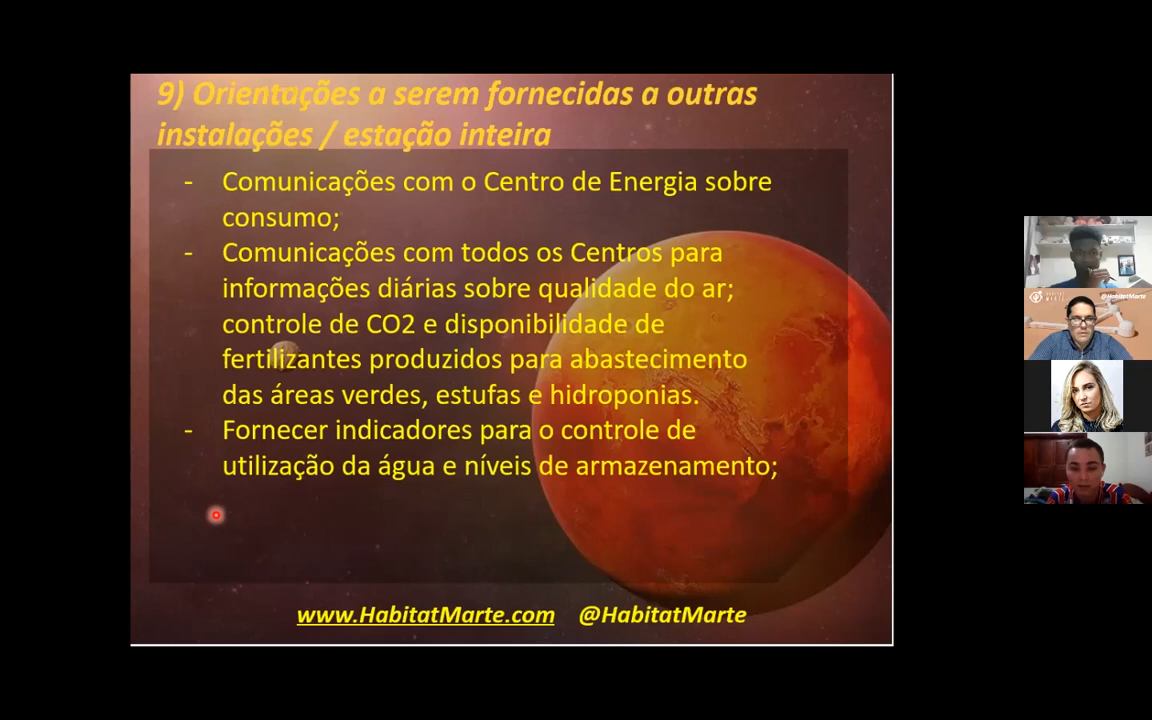 9) Orientações a serem fornecidas a outras
instalações / estação inteira
- Comunicações com o Centro de Energia sobre
consumo;
- Comunicações com todos os Centros para
informações diárias sobre qualidade do ar;
controle de CO2 e disponibilidade de
fertilizantes produzidos para abastecimento
das áreas verdes, estufas e hidroponias.
- Fornecer indicadores para o controle de
utilização da água e níveis de armazenamento;
www.HabitatMarte.com @HabitatMarte
@HabitatMarte